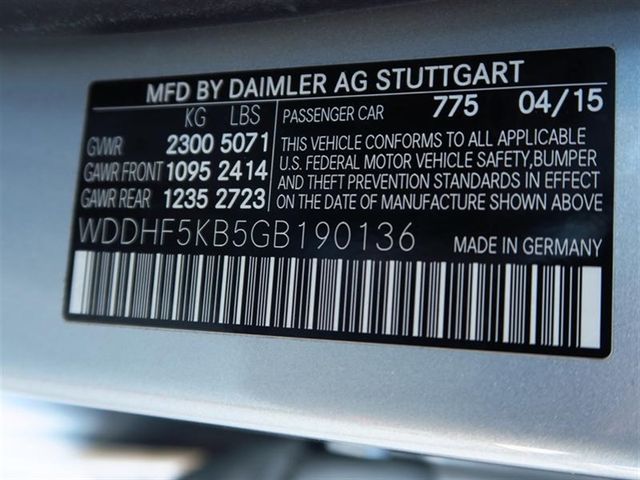 MFD BY DAIMLER AG STUTTGART
KG LBS
GVWR 2300 5071
GAWR FRONT 1095 2414
GAWR REAR 1235 2723
PASSENGER CAR 775 04/15
THIS VEHICLE CONFORMS TO ALL APPLICABLE
U.S. FEDERAL MOTOR VEHICLE SAFETY,BUMPER
AND THEFT PREVENTION STANDARDS IN EFFECT
ON THE DATE OF MANUFACTURE SHOWN ABOVE
WDDHF5KB5GB190136 MADE IN GERMANY